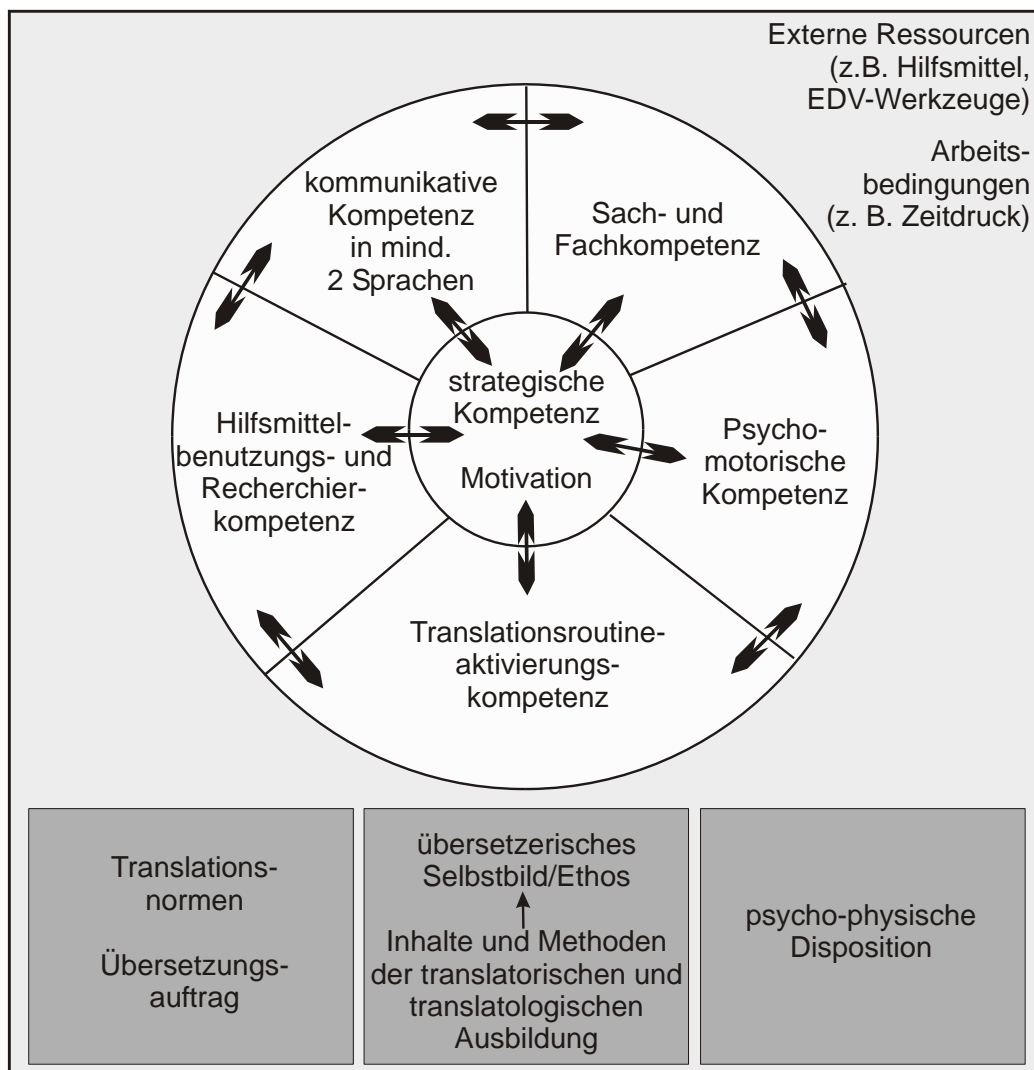 Externe Ressourcen
(z.B. Hilfsmittel,
EDV-Werkzeuge)
Arbeits-
bedingungen
(z. B. Zeitdruck)
kommunikative
Kompetenz
in mind.
2 Sprachen
Sach- und
Fachkompetenz
strategische
Kompetenz
Motivation
Hilfsmittel-
benutzungs- und
Recherchier-
kompetenz
Psycho-
motorische
Kompetenz
Translationsroutine-
aktivierungs-
kompetenz
Translations-
normen
Übersetzungs-
auftrag
übersetzerisches
Selbstbild/Ethos
Inhalte und Methoden
der translatorischen und
translatologischen
Ausbildung
psycho-physische
Disposition